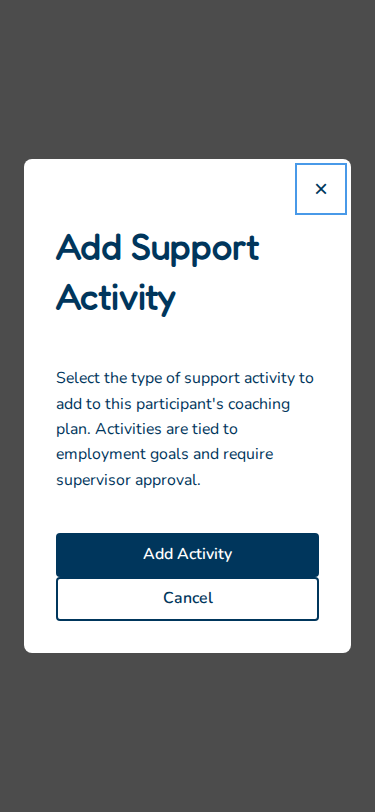 ×
Add Support
Activity
Select the type of support activity to
add to this participant's coaching
plan. Activities are tied to
employment goals and require
supervisor approval.
Add Activity
Cancel